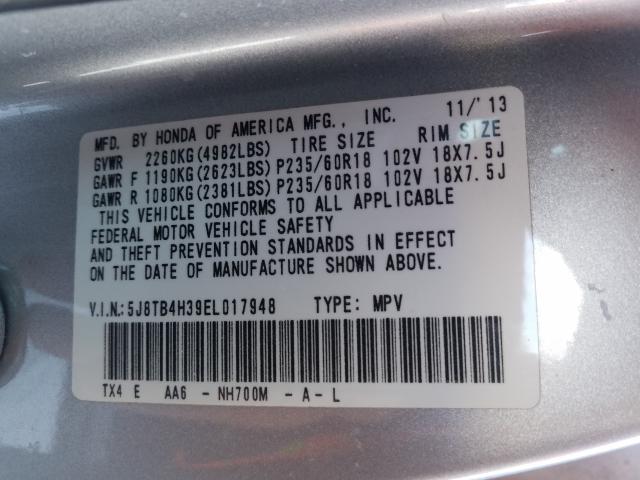 MFD. BY HONDA OF AMERICA MFG., INC. 11/'13
GVWR 2260KG(4982LBS) TIRE SIZE RIM SIZE
GAWR F 1190KG(2623LBS) P235/60R18 102V 18X7.5J
GAWR R 1080KG(2381LBS) P235/60R18 102V 18X7.5J
THIS VEHICLE CONFORMS TO ALL APPLICABLE
FEDERAL MOTOR VEHICLE SAFETY
AND THEFT PREVENTION STANDARDS IN EFFECT
ON THE DATE OF MANUFACTURE SHOWN ABOVE.
V.I.N.:5J8TB4H39EL017948 TYPE: MPV
TX4 E AA6 - NH700M - A - L